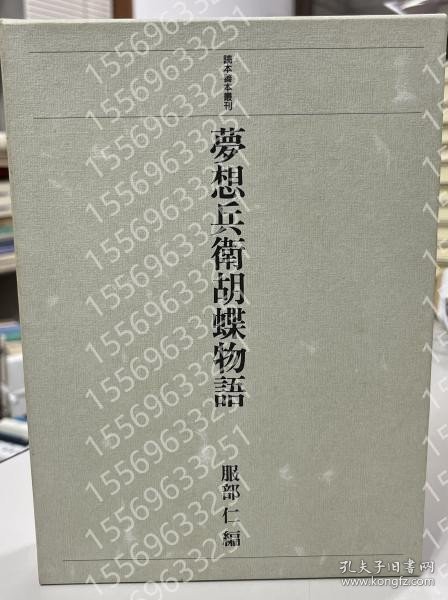 読本善本叢刊
夢想兵衛胡蝶物語
服部仁編
15569633251
孔夫子旧书网
kongfz.com